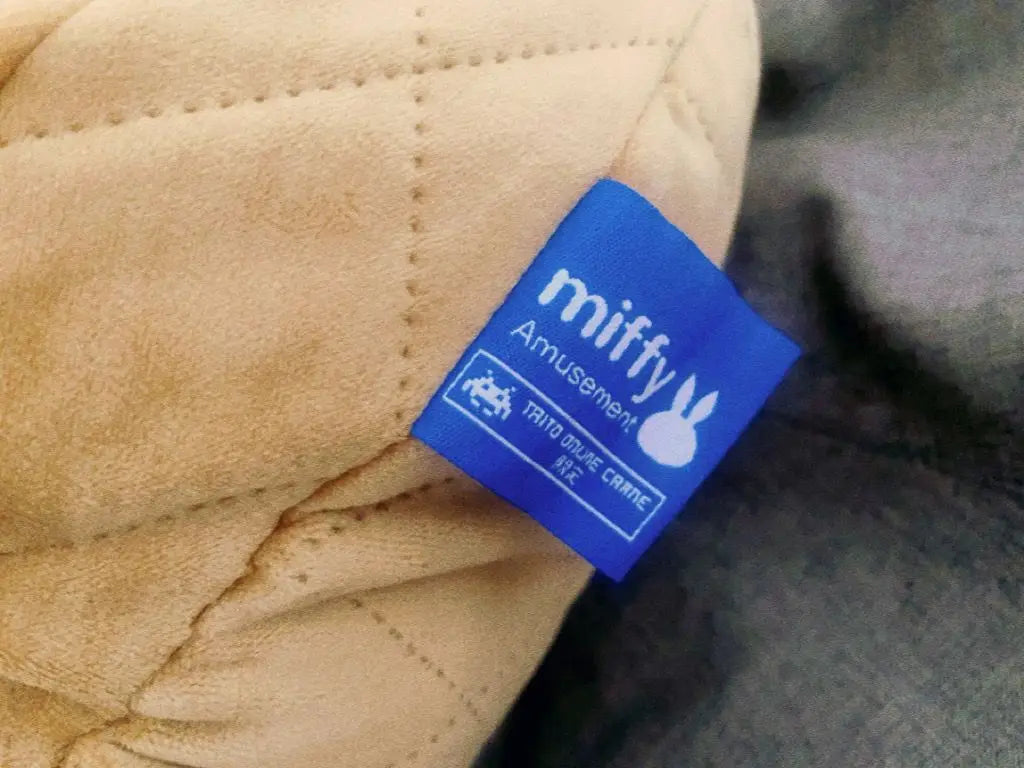 miffy
Amusement
TAITO ONLINE CRANE
限定